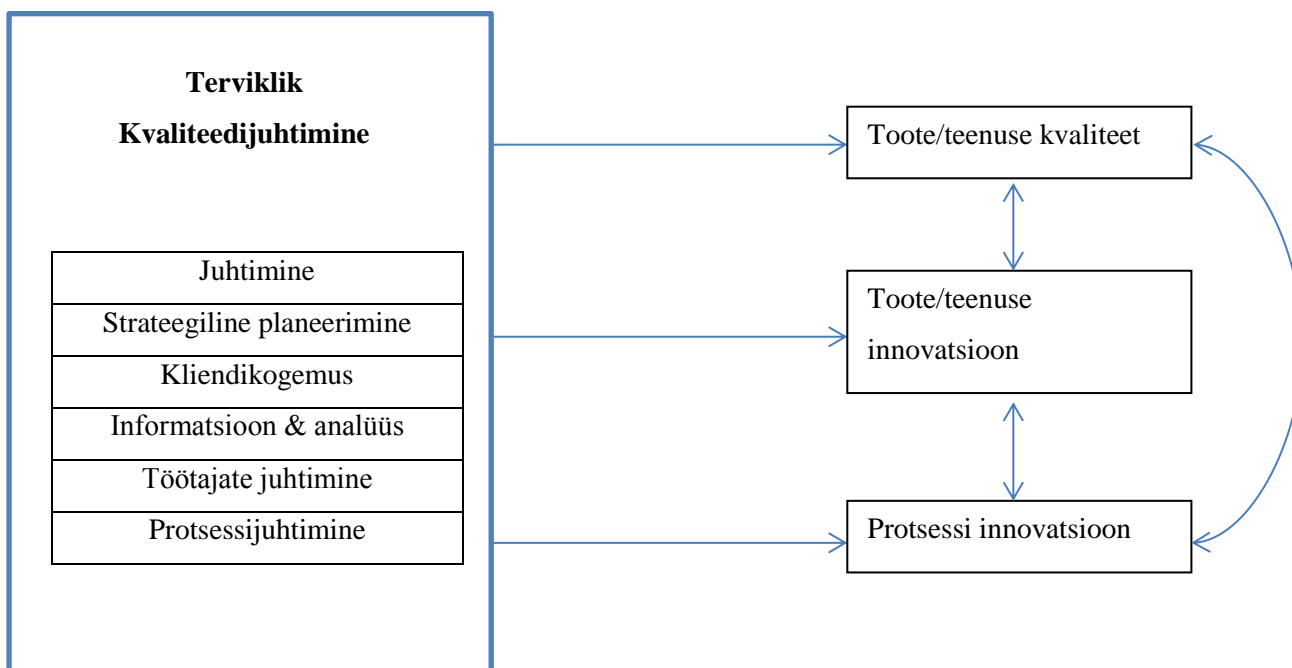 Terviklik
Kvaliteedijuhtimine
Juhtimine
Strateegiline planeerimine
Kliendikogemus
Informatsioon & analüüs
Töötajate juhtimine
Protsessijuhtimine
Toote/teenuse kvaliteet
Toote/teenuse
innovatsioon
Protsessi innovatsioon